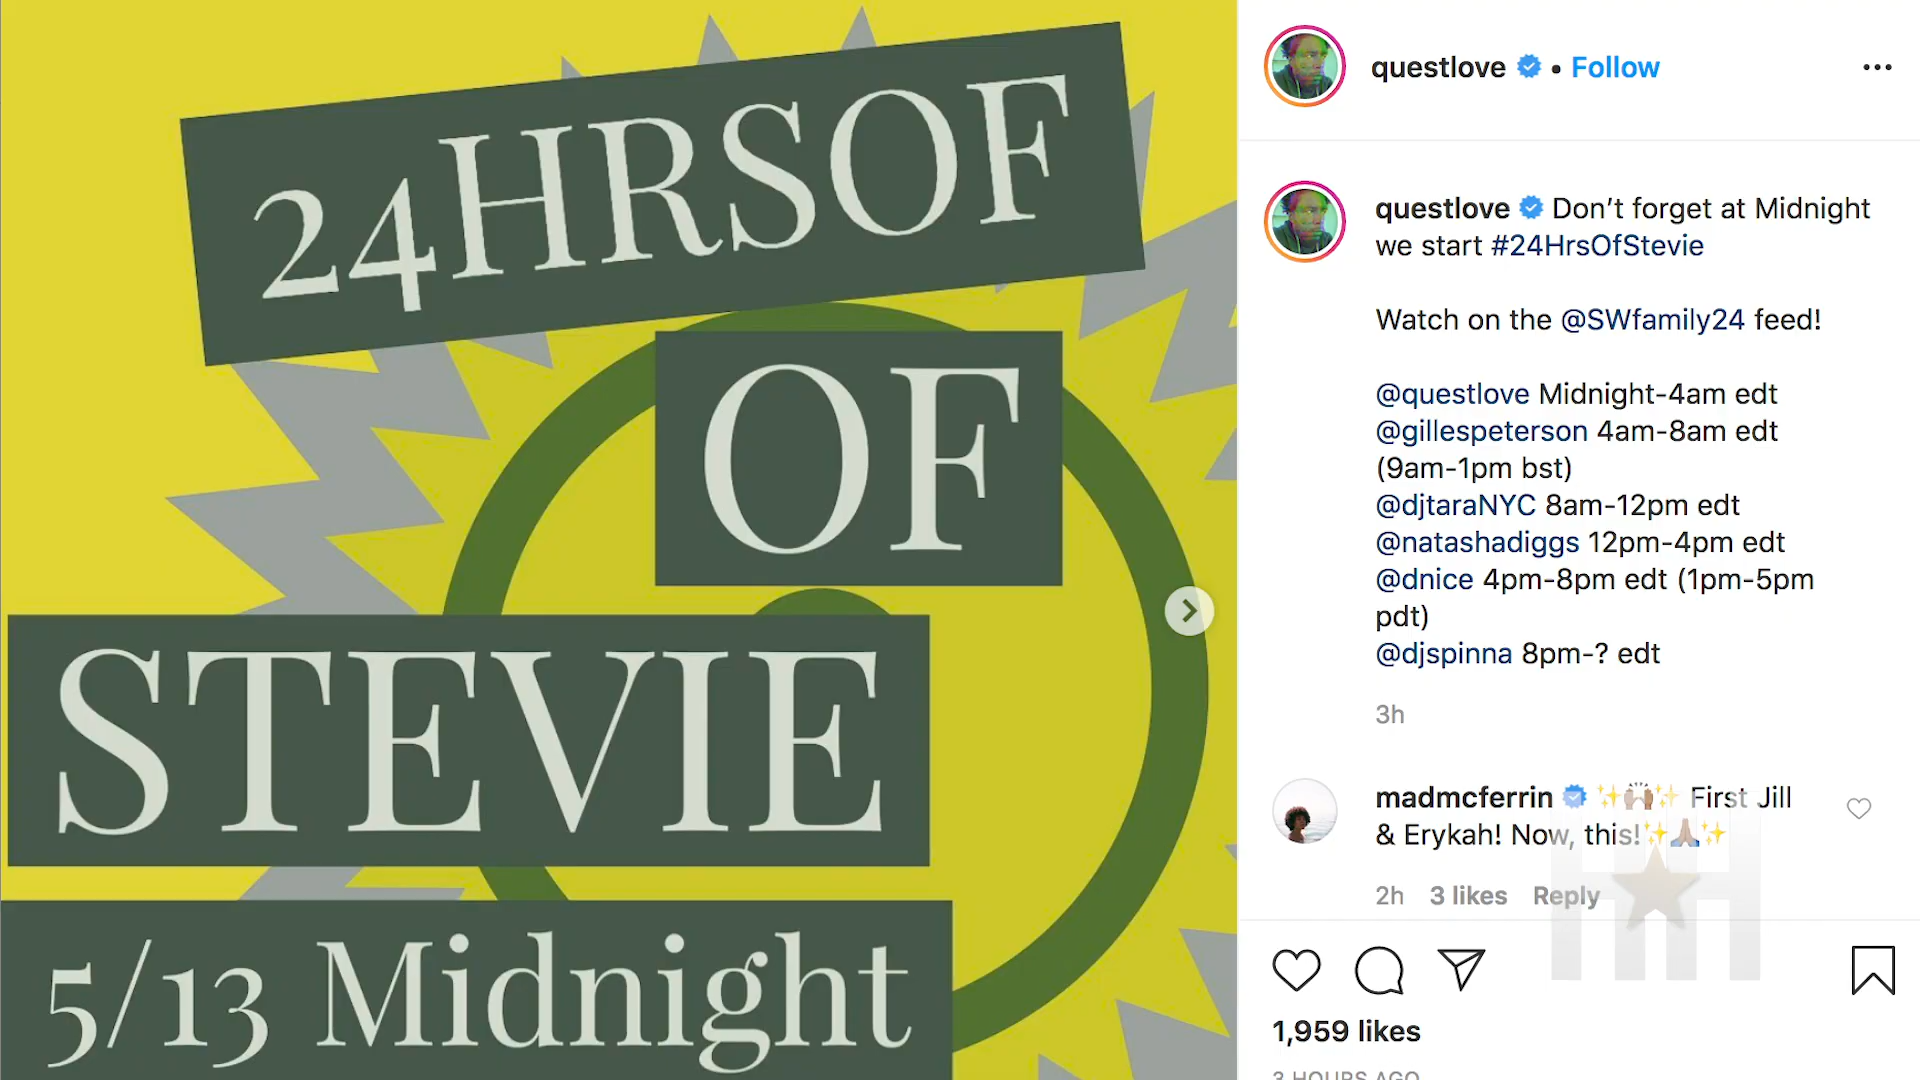 24HRSOF
OF
STEVIE
5/13 Midnight
questlove • Follow
questlove Don’t forget at Midnight
we start #24HrsOfStevie
Watch on the @SWfamily24 feed!
@questlove Midnight-4am edt
@gillespeterson 4am-8am edt
(9am-1pm bst)
@djtaraNYC 8am-12pm edt
@natashadiggs 12pm-4pm edt
@dnice 4pm-8pm edt (1pm-5pm
pdt)
@djspinna 8pm-? edt
3h
madmcferrin ✨🙌🏽✨ First Jill
& Erykah! Now, this!✨🙏🏽✨
2h 3 likes Reply
1,959 likes
3 HOURS AGO